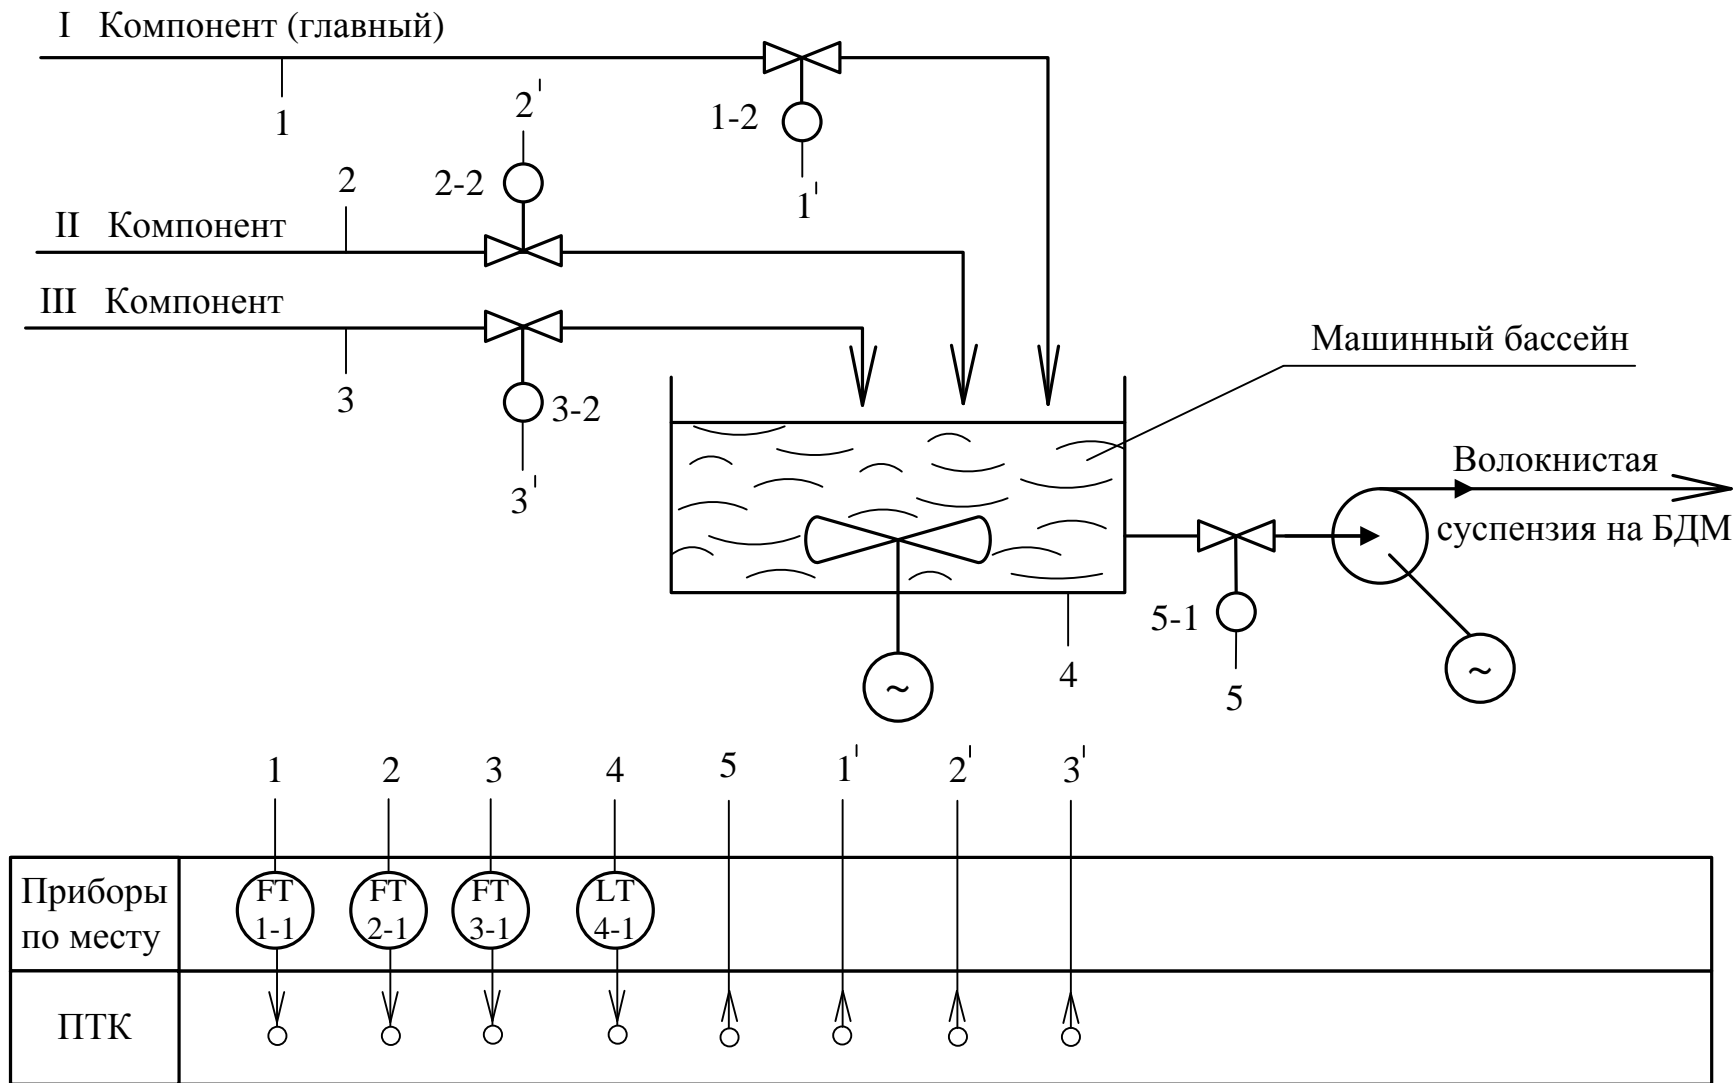 I Компонент (главный)
1
2'
1-2
1'
2
2-2
II Компонент
III Компонент
3
3-2
3'
Машинный бассейн
Волокнистая
суспензия на БДМ
5-1
5
4
~
~
1 2 3 4 5 1' 2' 3'
Приборы
по месту
FT
1-1
FT
2-1
FT
3-1
LT
4-1
ПТК